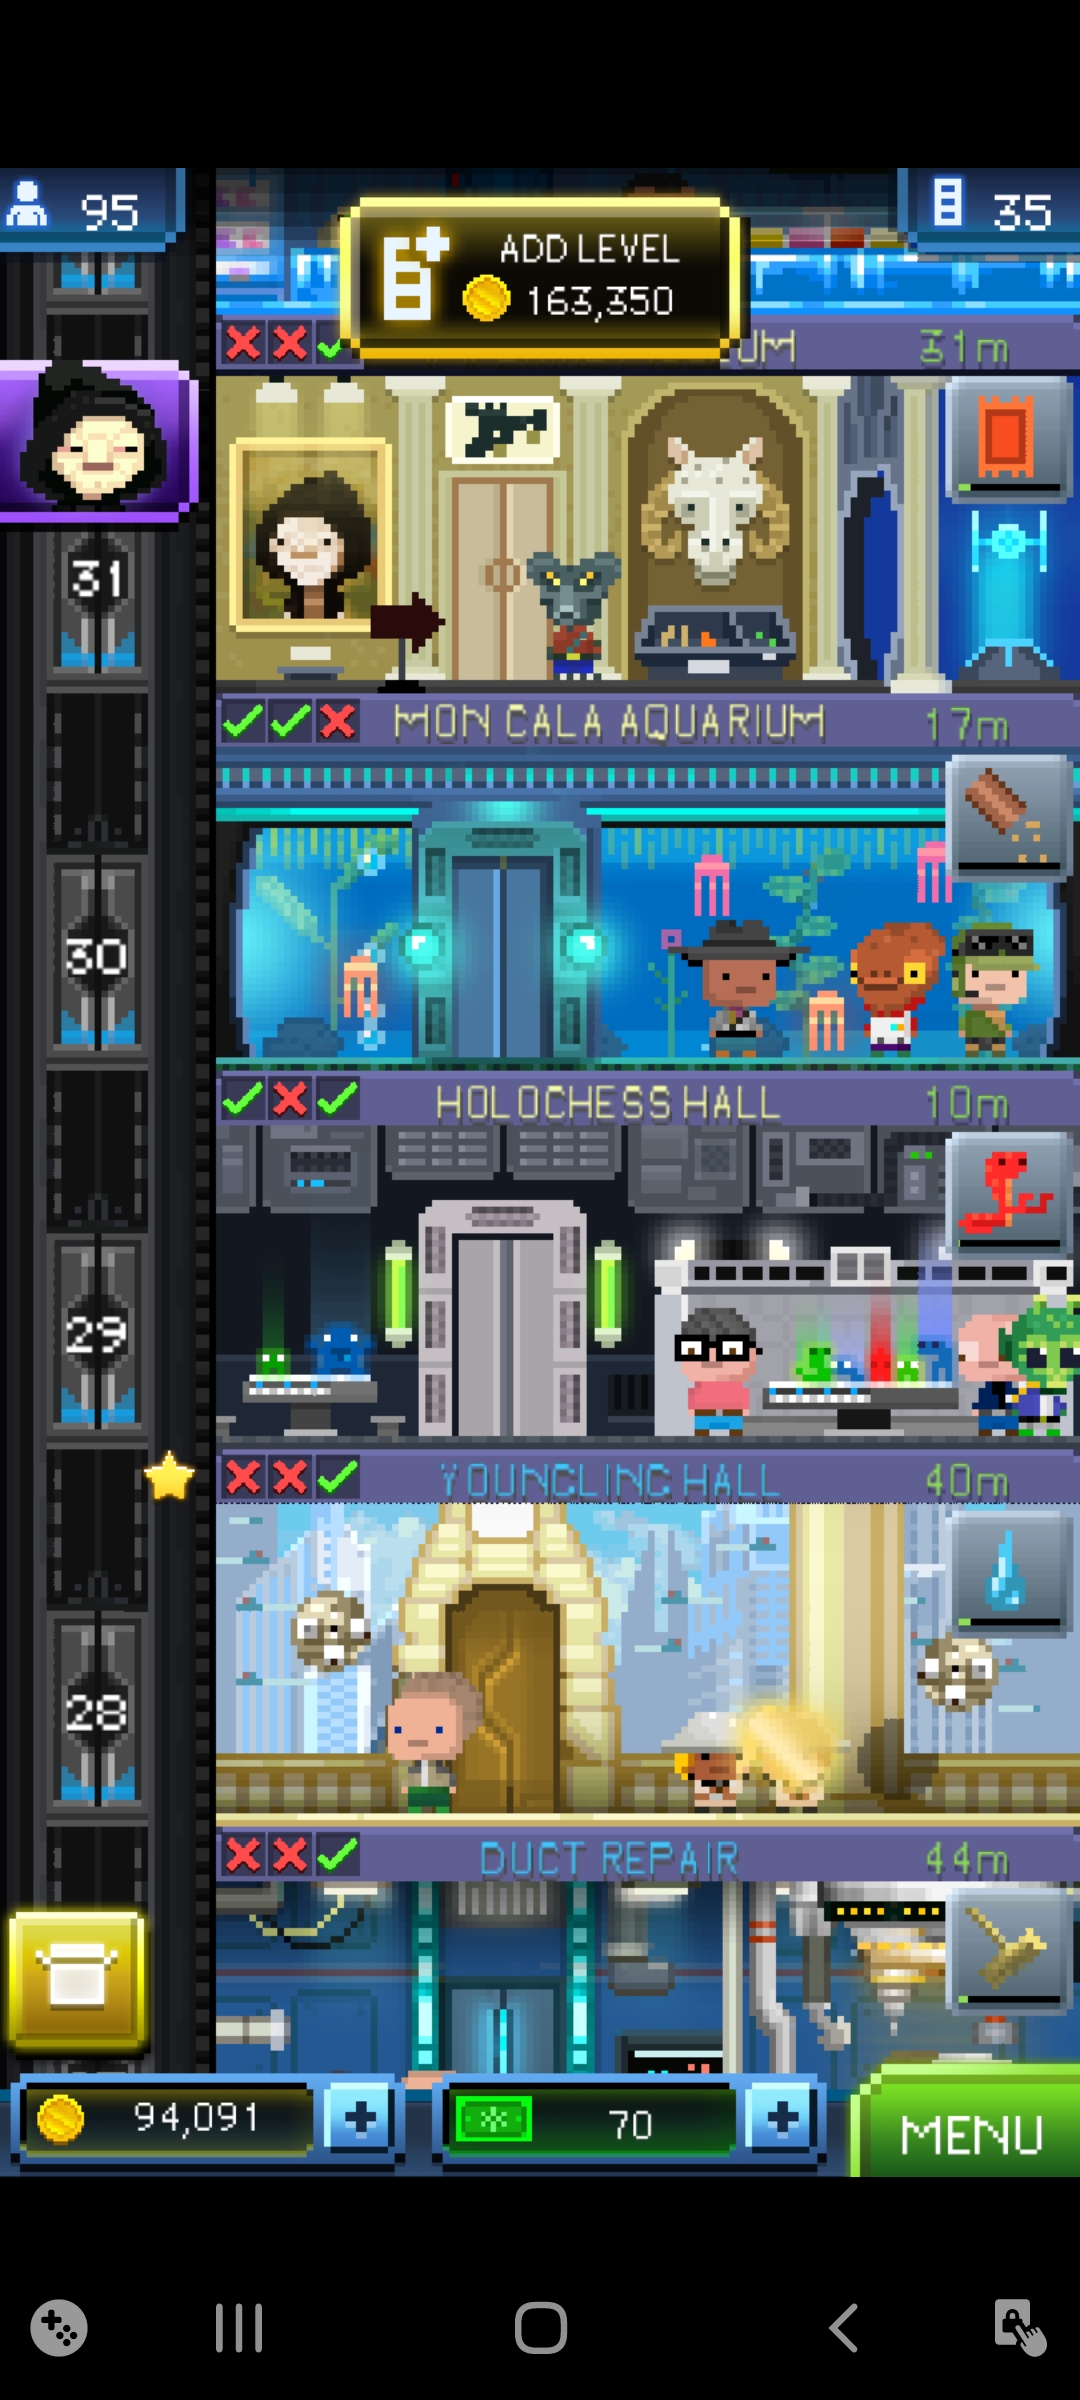 95
ADD LEVEL
163,350
35
UM 31m
31
MON CALA AQUARIUM 17m
30
HOLOCHESS HALL 10m
29
YOUNGLING HALL 40m
28
DUCT REPAIR 44m
94,091
70
MENU